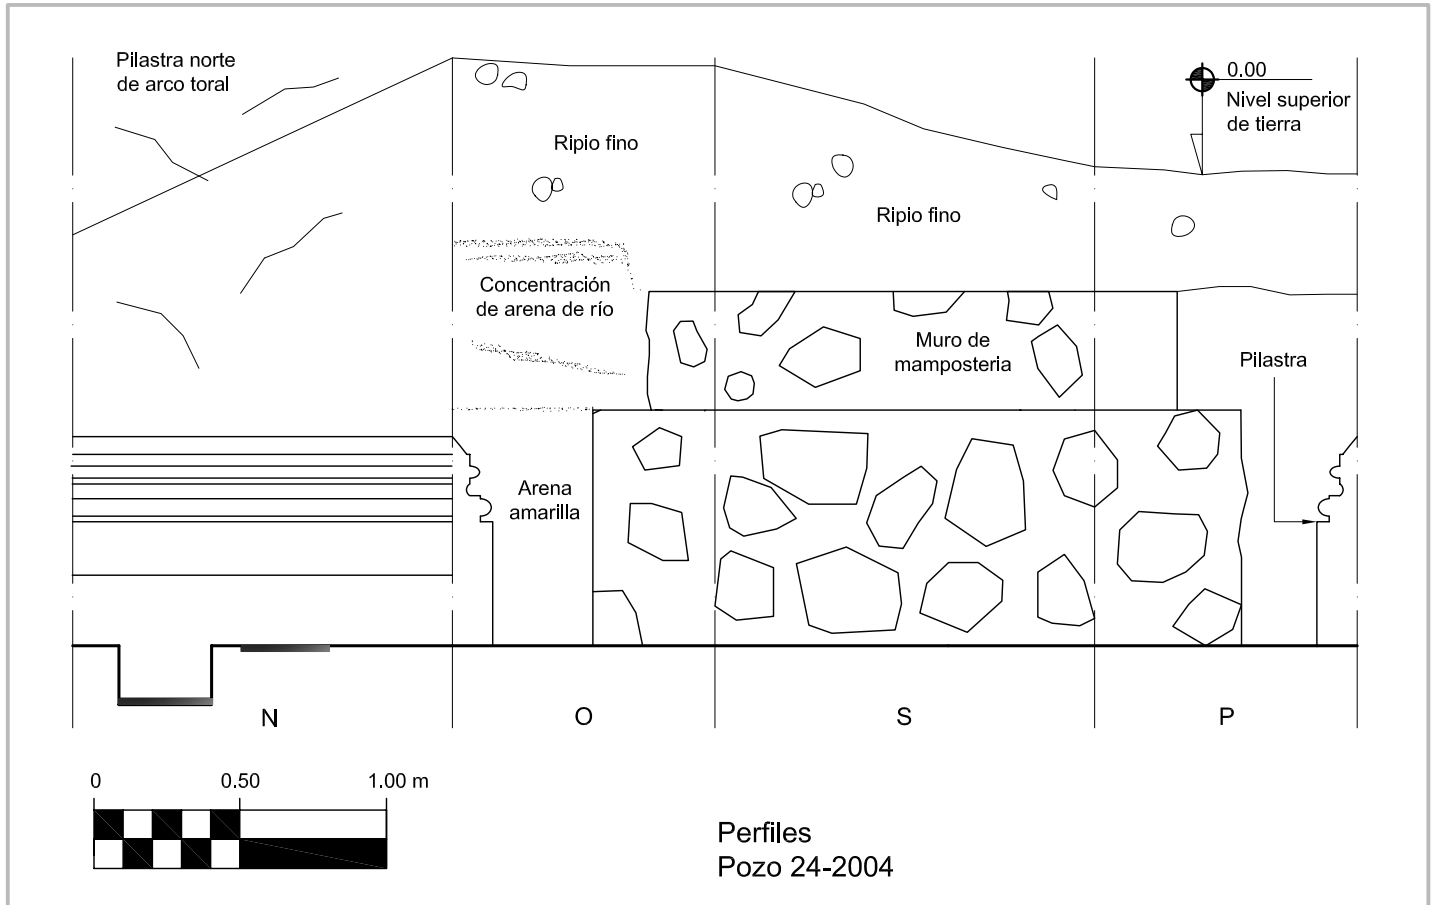 Pilastra norte
de arco toral
0.00
Nivel superior
de tierra
Ripio fino
Ripio fino
Concentración
de arena de río
Muro de
mamposteria
Pilastra
Arena
amarilla
N
O
S
P
0
0.50
1.00 m
Perfiles
Pozo 24-2004